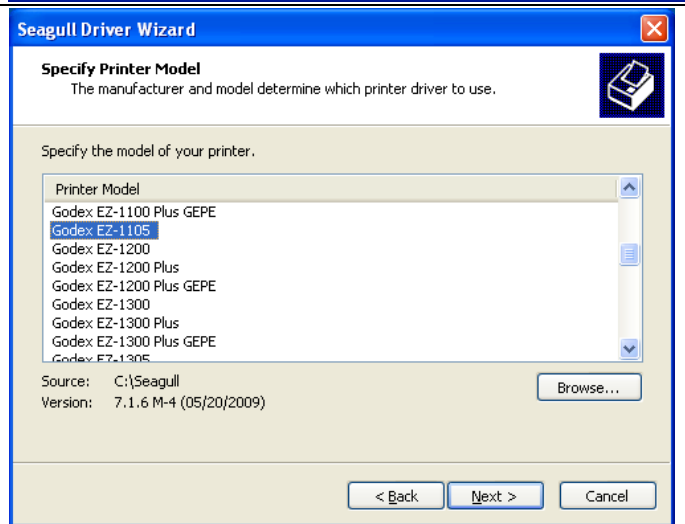 Seagull Driver Wizard
Specify Printer Model
The manufacturer and model determine which printer driver to use.
Specify the model of your printer.
Printer Model
Godex EZ-1100 Plus GEPE
Godex EZ-1105
Godex EZ-1200
Godex EZ-1200 Plus
Godex EZ-1200 Plus GEPE
Godex EZ-1300
Godex EZ-1300 Plus
Godex EZ-1300 Plus GEPE
Godex EZ-1305
Source: C:\Seagull
Browse...
Version: 7.1.6 M-4 (05/20/2009)
< Back Next > Cancel